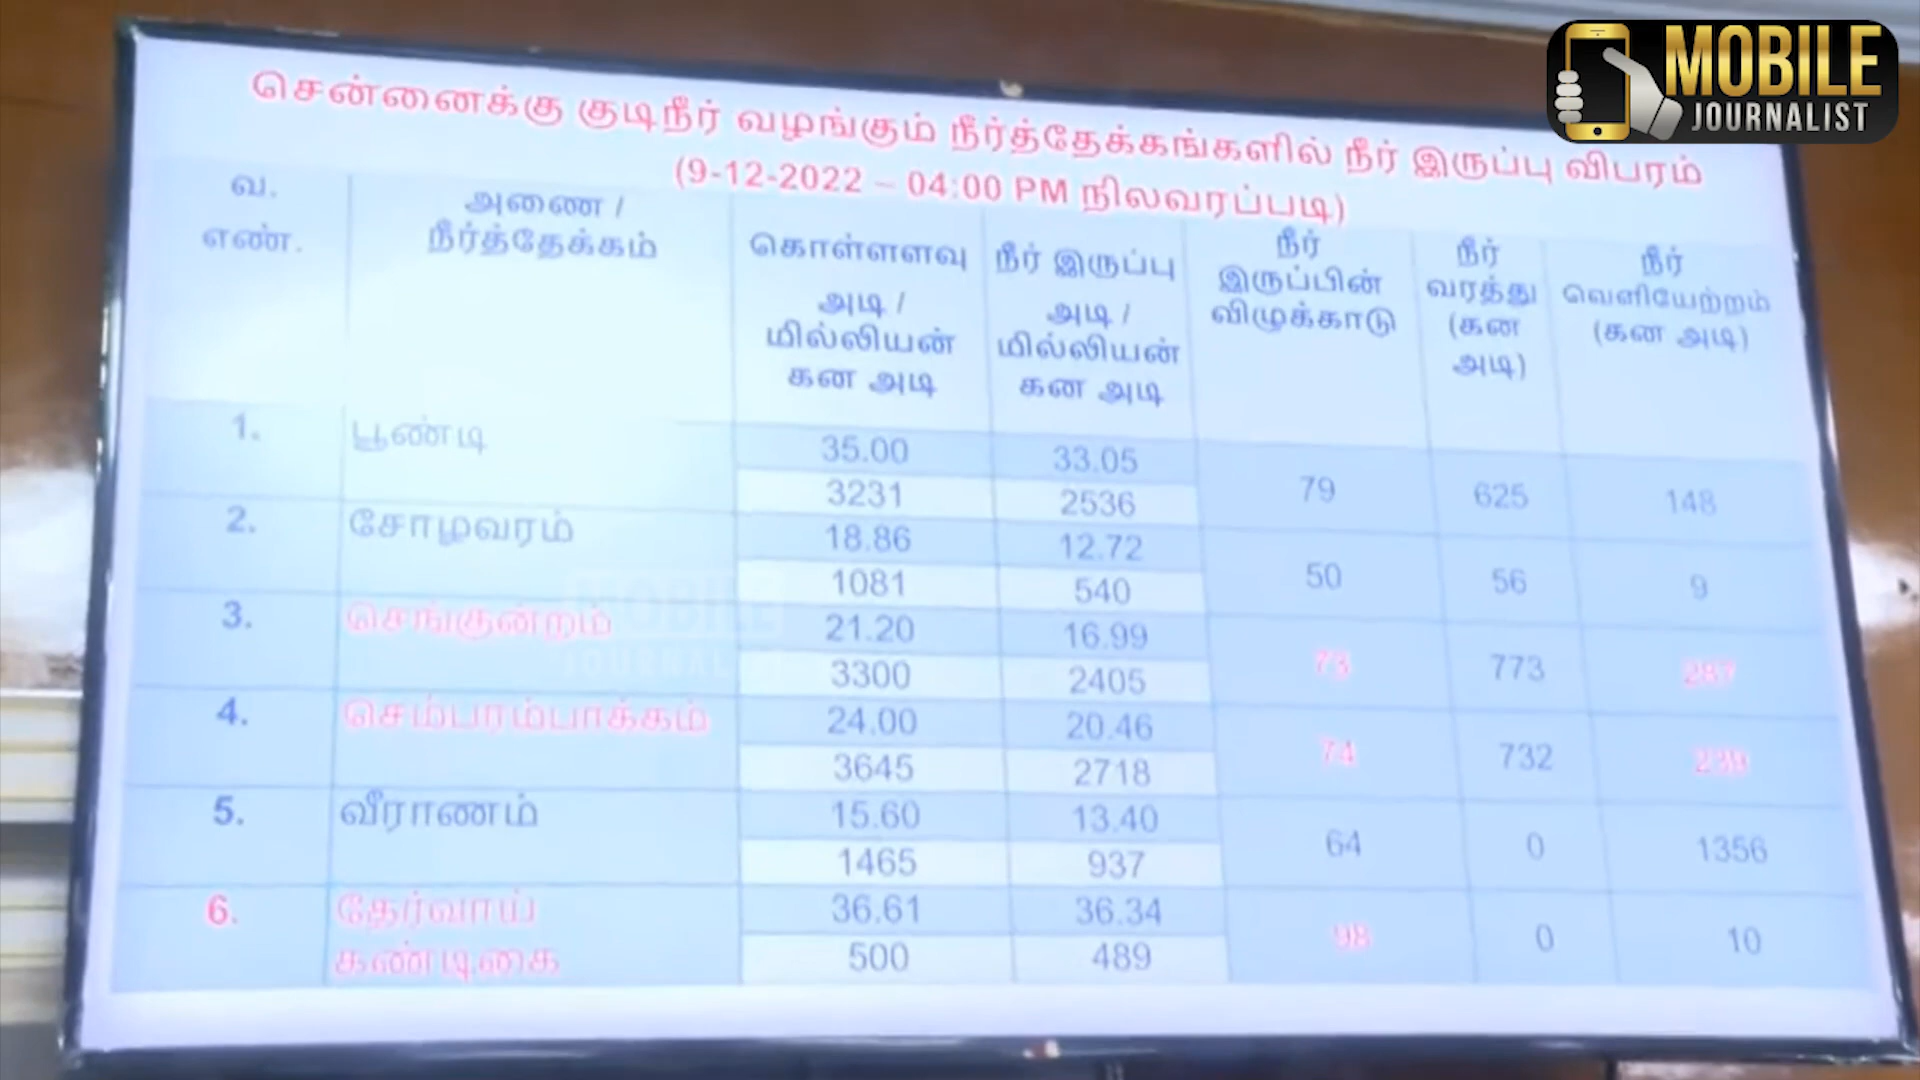 MOBILE
JOURNALIST
சென்னைக்கு குடிநீர் வழங்கும் நீர்த்தேக்கங்களில் நீர் இருப்பு விபரம்
(9-12-2022 – 04:00 PM நிலவரப்படி)
வ. எண்.
அணை / நீர்த்தேக்கம்
கொள்ளளவு அடி / மில்லியன் கன அடி
நீர் இருப்பு அடி / மில்லியன் கன அடி
நீர் இருப்பின் விழுக்காடு
நீர் வரத்து (கன அடி)
நீர் வெளியேற்றம் (கன அடி)
1. பூண்டி 35.00 33.05 79 625 148
3231 2536
2. சோழவரம் 18.86 12.72 50 56 9
1081 540
3. செங்குன்றம் 21.20 16.99 73 773
3300 2405
4. செம்பரம்பாக்கம் 24.00 20.46 74 732
3645 2718
5. வீராணம் 15.60 13.40 64 0 1356
1465 937
6. தேர்வாய் 36.61 36.34 98 0 10
கண்டிகை 500 489
MOBILE
JOURNALIST